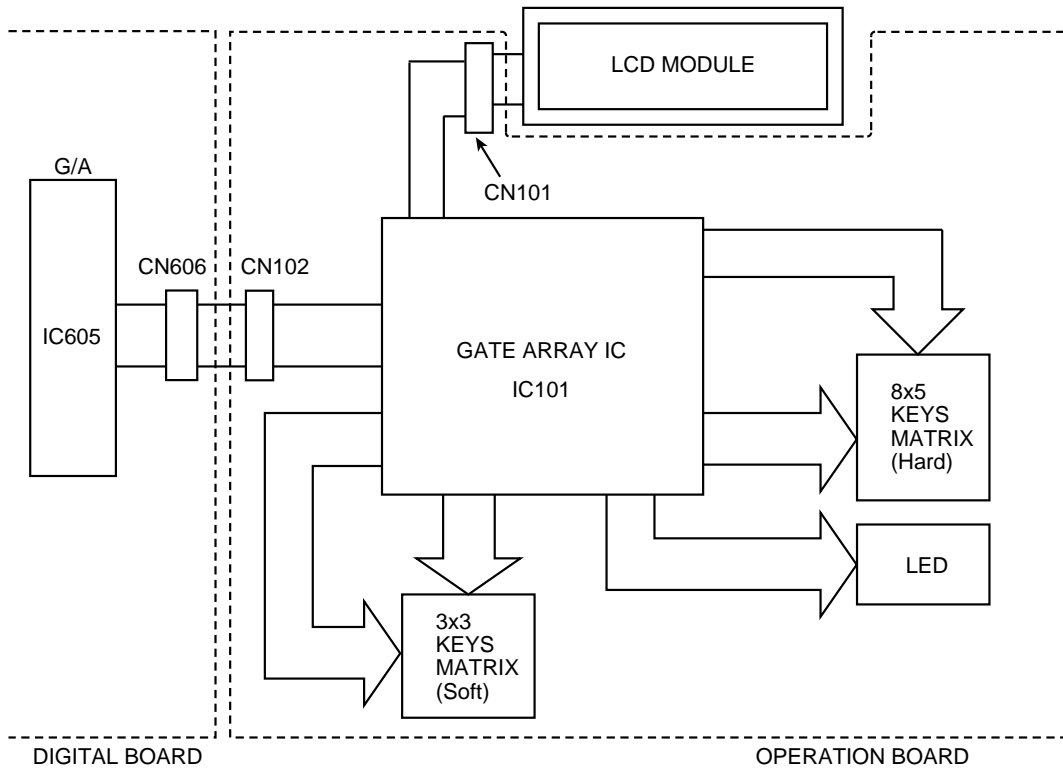 LCD MODULE
G/A
CN101
CN606
CN102
IC605
GATE ARRAY IC
IC101
8x5
KEYS
MATRIX
(Hard)
LED
3x3
KEYS
MATRIX
(Soft)
DIGITAL BOARD
OPERATION BOARD